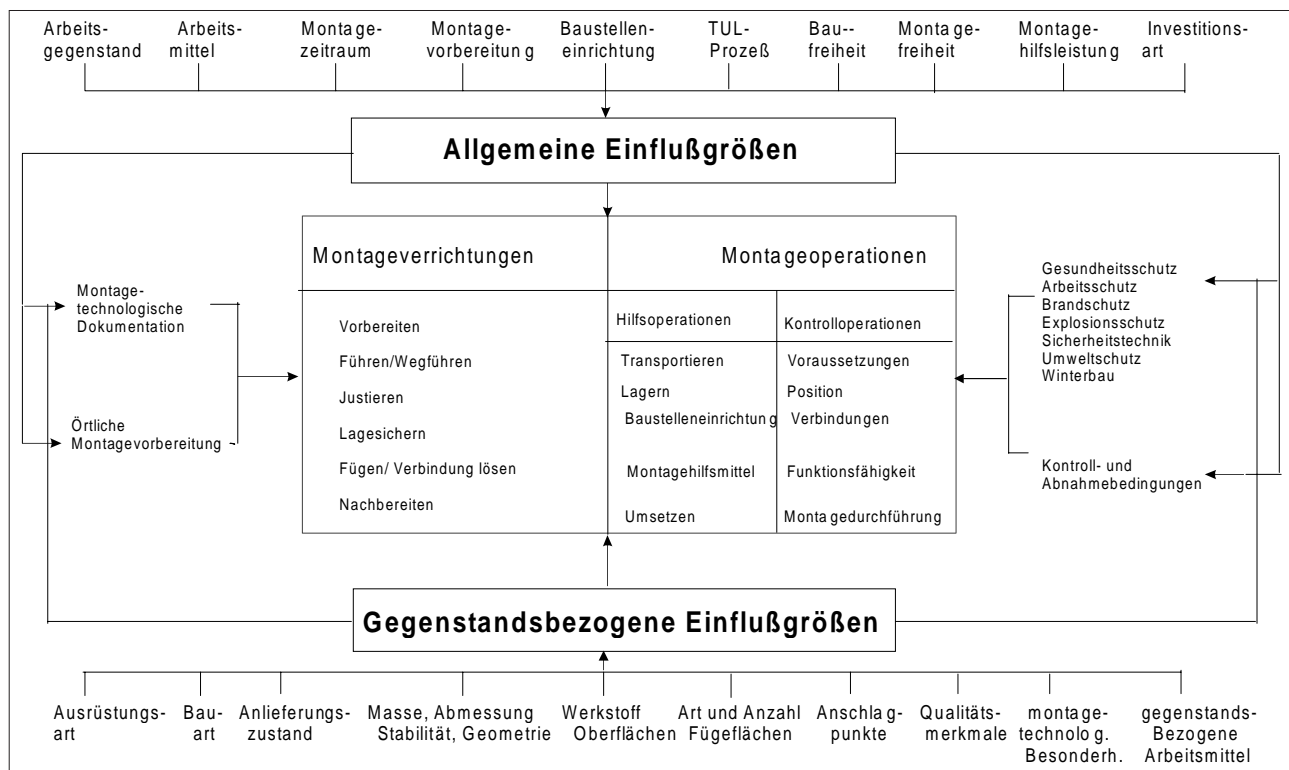 Arbeits-
gegenstand
Arbeits-
mittel
Montage-
zeitraum
Montage-
vorbereitung
Baustellen-
einrichtung
TUL-
Prozeß
Bau--
freiheit
Montage-
freiheit
Montage-
hilfsleistung
Investitions-
art
Allgemeine Einflußgrößen
Montageverrichtungen
Montageoperationen
Montage-
technologische
Dokumentation
Örtliche
Montagevorbereitung
Vorbereiten
Führen/Wegführen
Justieren
Lagesichern
Fügen/ Verbindung lösen
Nachbereiten
Hilfsoperationen
Transportieren
Lagern
Baustelleneinrichtung
Montagehilfsmittel
Umsetzen
Kontrolloperationen
Voraussetzungen
Position
Verbindungen
Funktionsfähigkeit
Montagedurchführung
Gesundheitsschutz
Arbeitsschutz
Brandschutz
Explosionsschutz
Sicherheitstechnik
Umweltschutz
Winterbau
Kontroll- und
Abnahmebedingungen
Gegenstandsbezogene Einflußgrößen
Ausrüstungs-
art
Bau-
art
Anlieferungs-
zustand
Masse, Abmessung
Stabilität, Geometrie
Werkstoff
Oberflächen
Art und Anzahl
Fügeflächen
Anschlag-
punkte
Qualitäts-
merkmale
montage-
technolog.
Besonderh.
gegenstands-
Bezogene
Arbeitsmittel